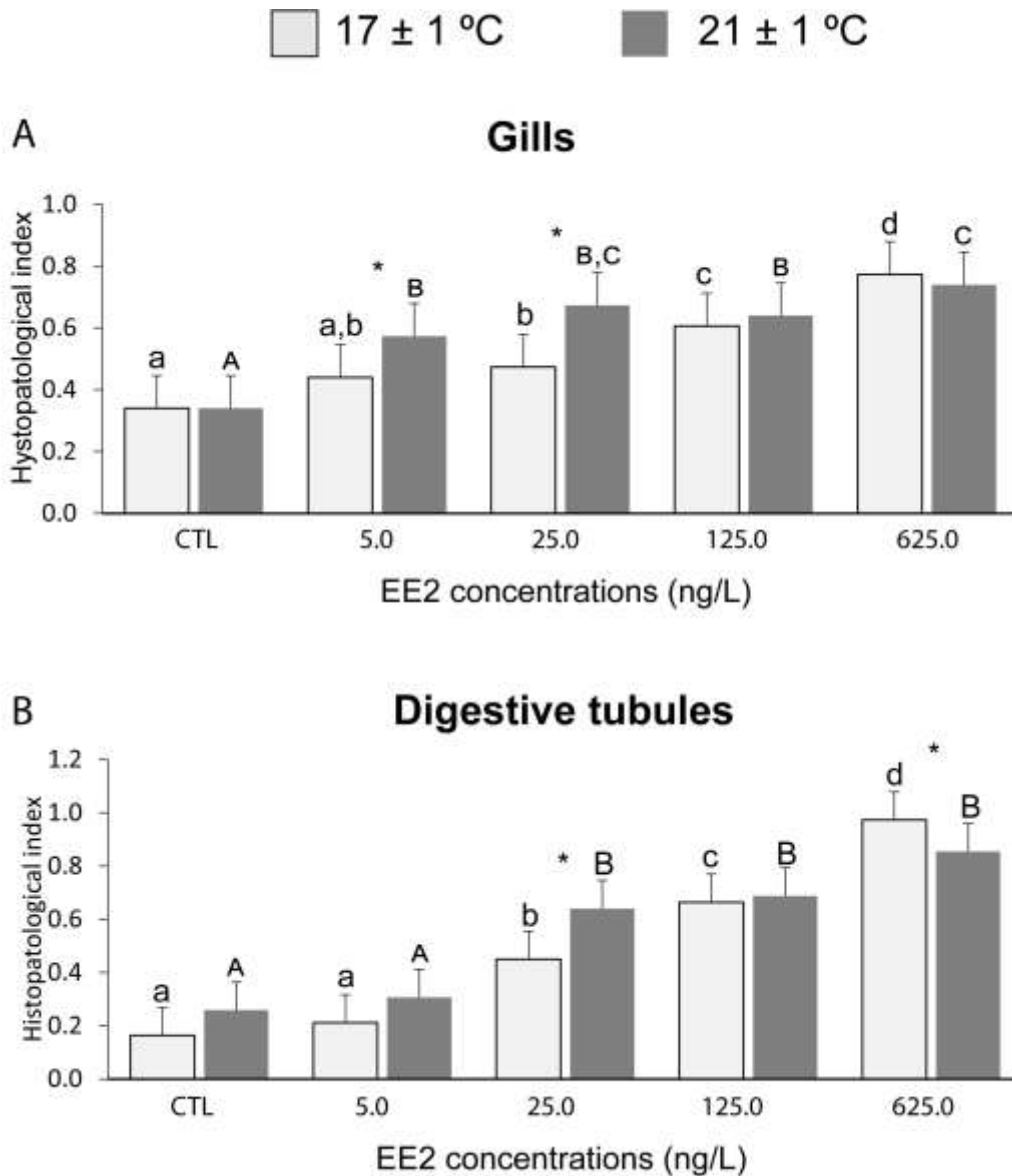 17 ± 1 ºC 21 ± 1 ºC
A
Gills
Hystopatological index
1.0
0.8
0.6
0.4
0.2
0.0
a A a,b B * b B,C * c B d C
CTL 5.0 25.0 125.0 625.0
EE2 concentrations (ng/L)
B
Digestive tubules
Histopatological index
1.2
1.0
0.8
0.6
0.4
0.2
0.0
a A a A b * B c B d * B
CTL 5.0 25.0 125.0 625.0
EE2 concentrations (ng/L)